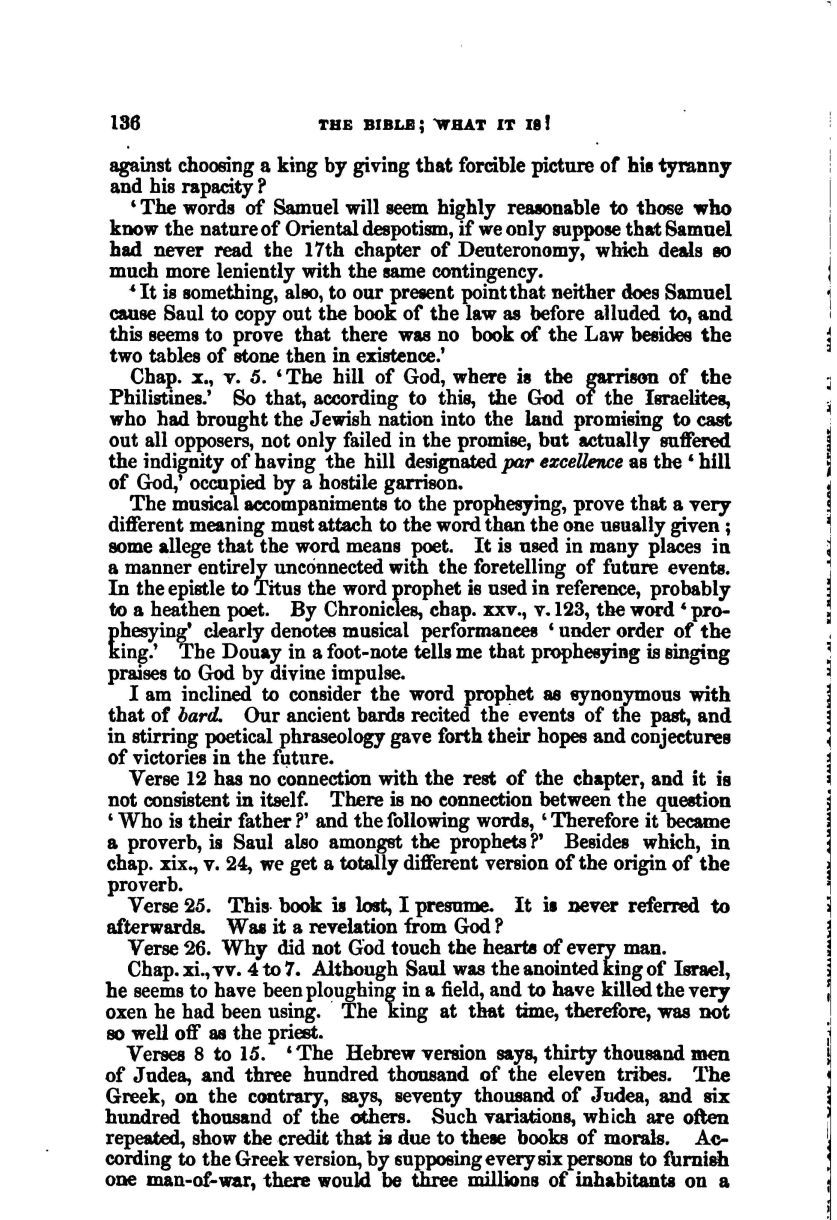 136 THE BIBLE; WHAT IT IS!
against choosing a king by giving that forcible picture of his tyranny
and his rapacity?
‘The words of Samuel will seem highly reasonable to those who
know the nature of Oriental despotism, if we only suppose that Samuel
had never read the 17th chapter of Deuteronomy, which deals so
much more leniently with the same contingency.
‘It is something, also, to our present point that neither does Samuel
cause Saul to copy out the book of the law as before alluded to, and
this seems to prove that there was no book of the Law besides the
two tables of stone then in existence.’
Chap. x., v. 5. ‘The hill of God, where is the garrison of the
Philistines.’ So that, according to this, the God of the Israelites,
who had brought the Jewish nation into the land promising to cast
out all opposers, not only failed in the promise, but actually suffered
the indignity of having the hill designated par excellence as the ‘hill
of God,’ occupied by a hostile garrison.
The musical accompaniments to the prophesying, prove that a very
different meaning must attach to the word than the one usually given;
some allege that the word means poet. It is used in many places in
a manner entirely unconnected with the foretelling of future events.
In the epistle to Titus the word prophet is used in reference, probably
to a heathen poet. By Chronicles, chap. xxv., v. 123, the word ‘pro-
phesying’ clearly denotes musical performances ‘under order of the
king.’ The Douay in a foot-note tells me that prophesying is singing
praises to God by divine impulse.
I am inclined to consider the word prophet as synonymous with
that of bard. Our ancient bards recited the events of the past, and
in stirring poetical phraseology gave forth their hopes and conjectures
of victories in the future.
Verse 12 has no connection with the rest of the chapter, and it is
not consistent in itself. There is no connection between the question
‘Who is their father?’ and the following words, ‘Therefore it became
a proverb, is Saul also amongst the prophets?’ Besides which, in
chap. xix., v. 24, we get a totally different version of the origin of the
proverb.
Verse 25. This book is lost, I presume. It is never referred to
afterwards. Was it a revelation from God?
Verse 26. Why did not God touch the hearts of every man.
Chap. xi., vv. 4 to 7. Although Saul was the anointed king of Israel,
he seems to have been ploughing in a field, and to have killed the very
oxen he had been using. The king at that time, therefore, was not
so well off as the priest.
Verses 8 to 15. ‘The Hebrew version says, thirty thousand men
of Judea, and three hundred thousand of the eleven tribes. The
Greek, on the contrary, says, seventy thousand of Judea, and six
hundred thousand of the others. Such variations, which are often
repeated, show the credit that is due to these books of morals. Ac-
cording to the Greek version, by supposing every six persons to furnish
one man-of-war, there would be three millions of inhabitants on a